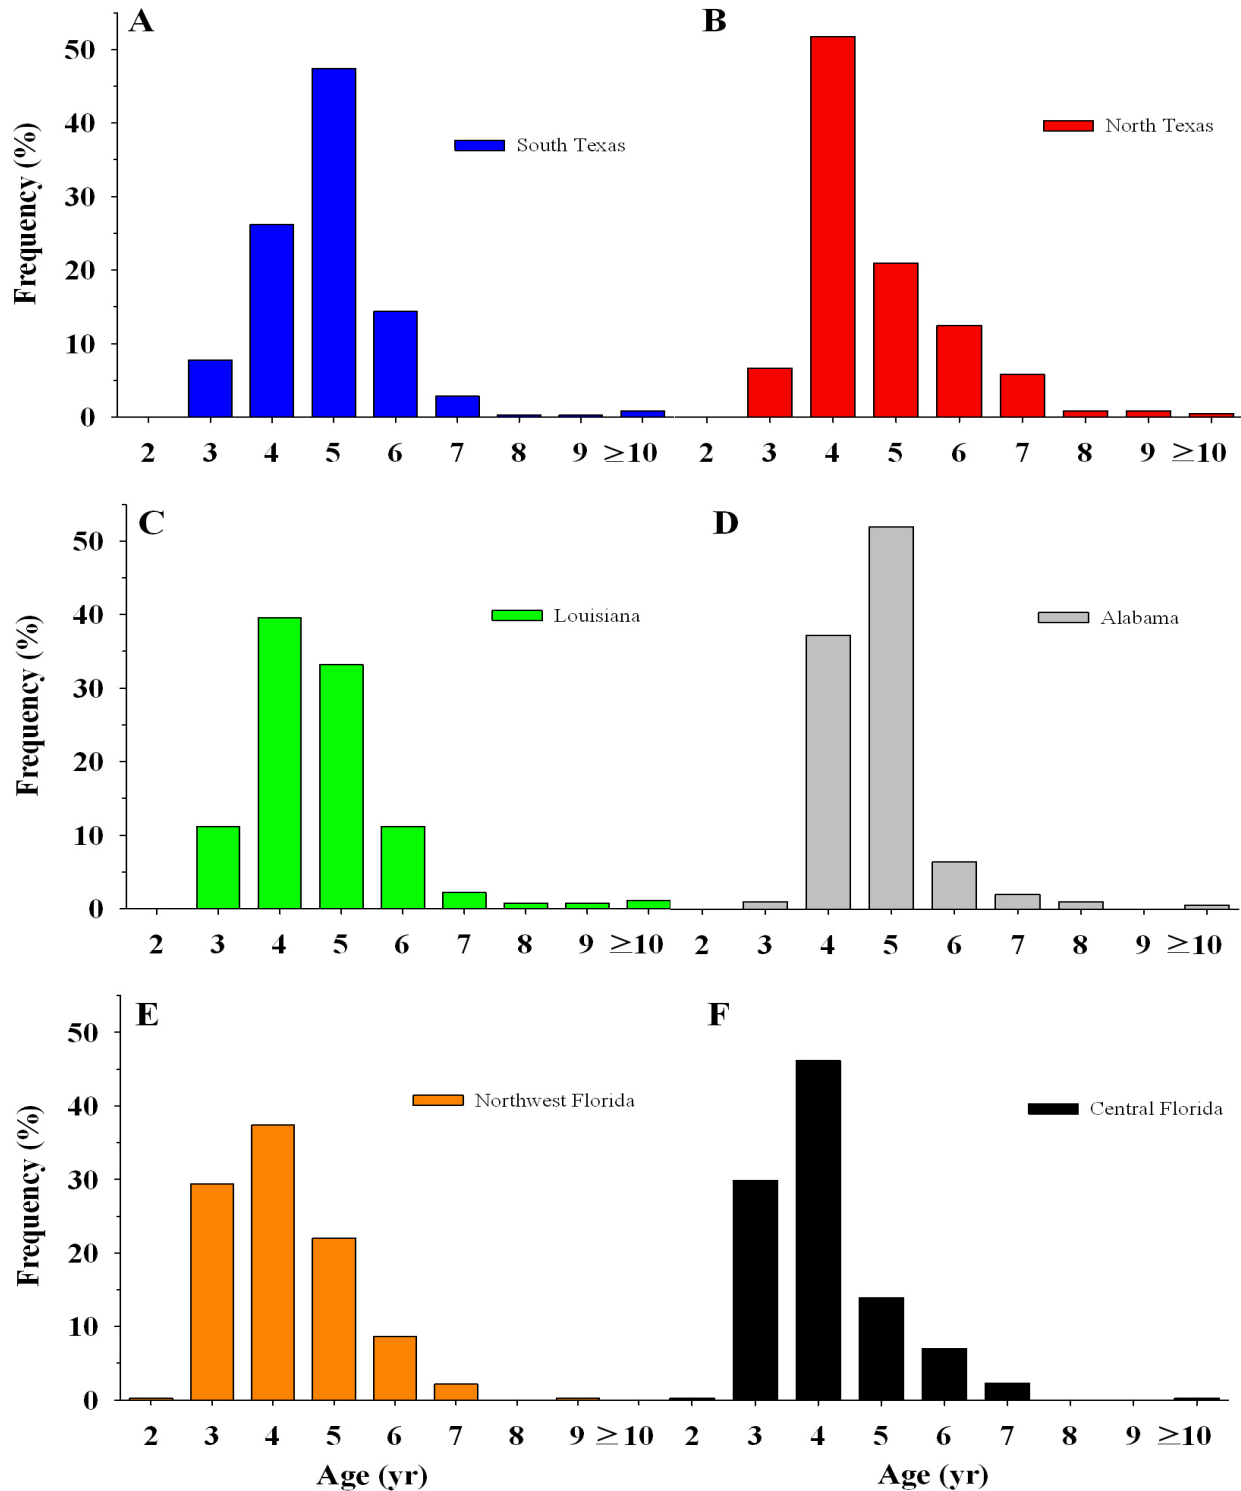 A B
50
40
30
20
10
0
Frequency (%)
South Texas
North Texas
2 3 4 5 6 7 8 9 ≥10 2 3 4 5 6 7 8 9 ≥10
C D
50
40
30
20
10
0
Frequency (%)
Louisiana
Alabama
2 3 4 5 6 7 8 9 ≥10 2 3 4 5 6 7 8 9 ≥10
E F
50
40
30
20
10
0
Frequency (%)
Northwest Florida
Central Florida
2 3 4 5 6 7 8 9 ≥10 2 3 4 5 6 7 8 9 ≥10
Age (yr) Age (yr)